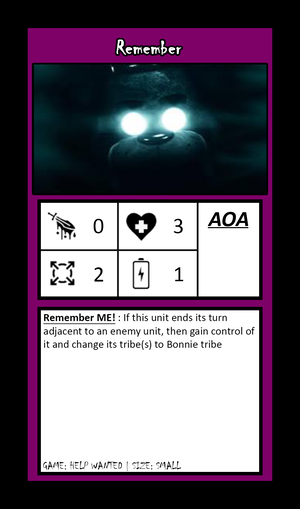 Remember
0
3
AOA
2
1
Remember ME! : If this unit ends its turn
adjacent to an enemy unit, then gain control of
it and change its tribe(s) to Bonnie tribe
GAME: HELP WANTED | SIZE: SMALL